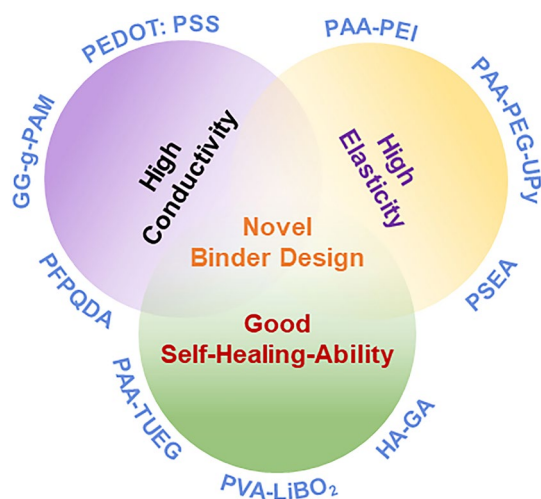 PEDOT: PSS
GG-g-PAM
PFPQDA
High
Conductivity
PAA-PEI
PAA-PEG-UPy
PSEA
High
Elasticity
Novel
Binder Design
Good
Self-Healing-Ability
PAA-TUEG
PVA-LiBO₂
HA-GA